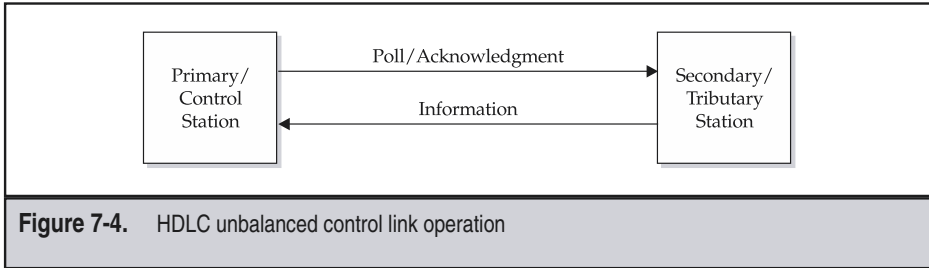 Primary/
Control
Station
Poll/Acknowledgment
Information
Secondary/
Tributary
Station
Figure 7-4. HDLC unbalanced control link operation